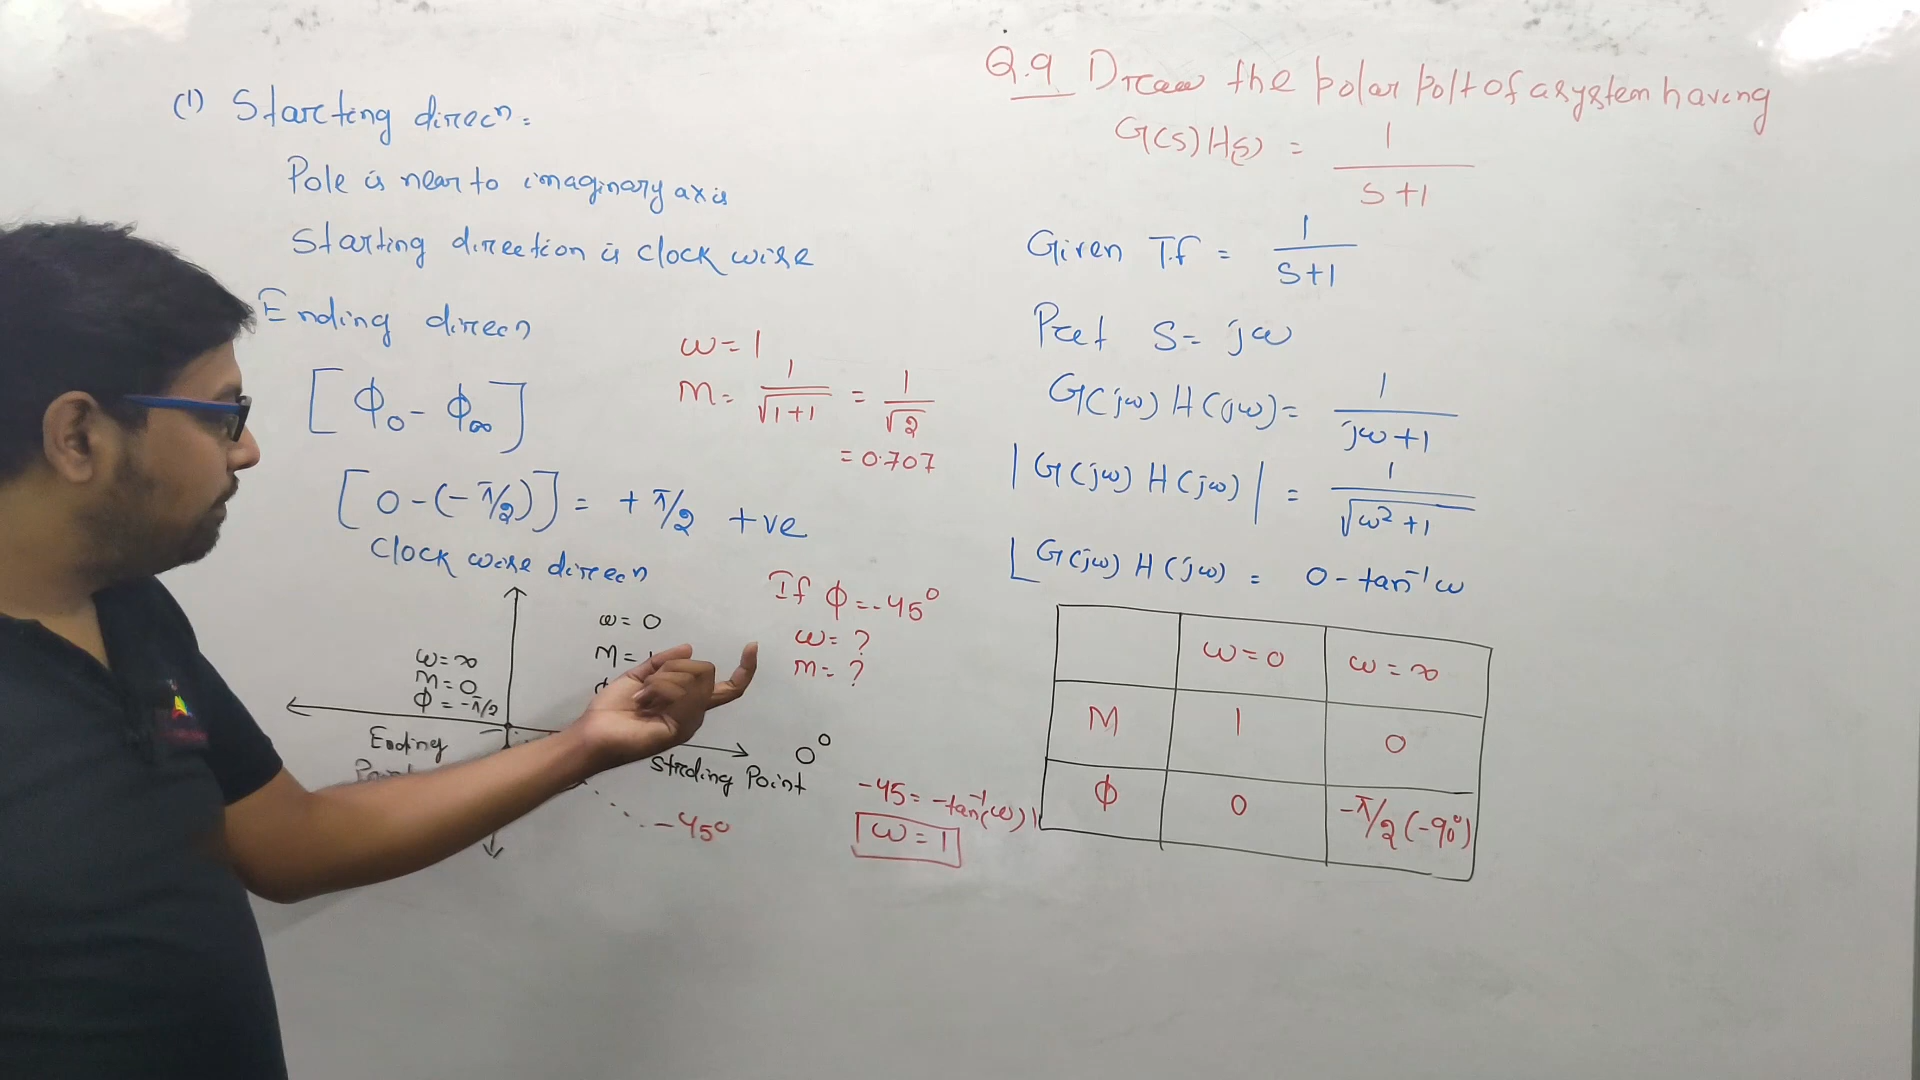 Q.9 Draw the polar polt of a system having
G(s)H(s) = 1/(s+1)
Given T.f = 1/(s+1)
Put S = jω
G(jω) H(jω) = 1/(jω+1)
|G(jω) H(jω)| = 1/√(ω²+1)
∠G(jω) H(jω) = 0 - tan⁻¹ω
ω=0 ω=∞
M 1 0
ϕ 0 -π/2 (-90°)
(1) Starting direcn:
Pole is near to imaginary axis
Starting direction is clock wise
Ending direcn
[ϕ₀ - ϕ∞]
[0-(-π/2)] = +π/2 +ve
Clock wise direcn
ω=1
M= 1/√(1+1) = 1/√2
= 0.707
If ϕ=-45°
ω= ?
M= ?
-45 = -tan⁻¹(ω)
ω=1
ω= 0
M=
ω=∞
M=0
ϕ=-π/2
Ending
0°
Point
-45°